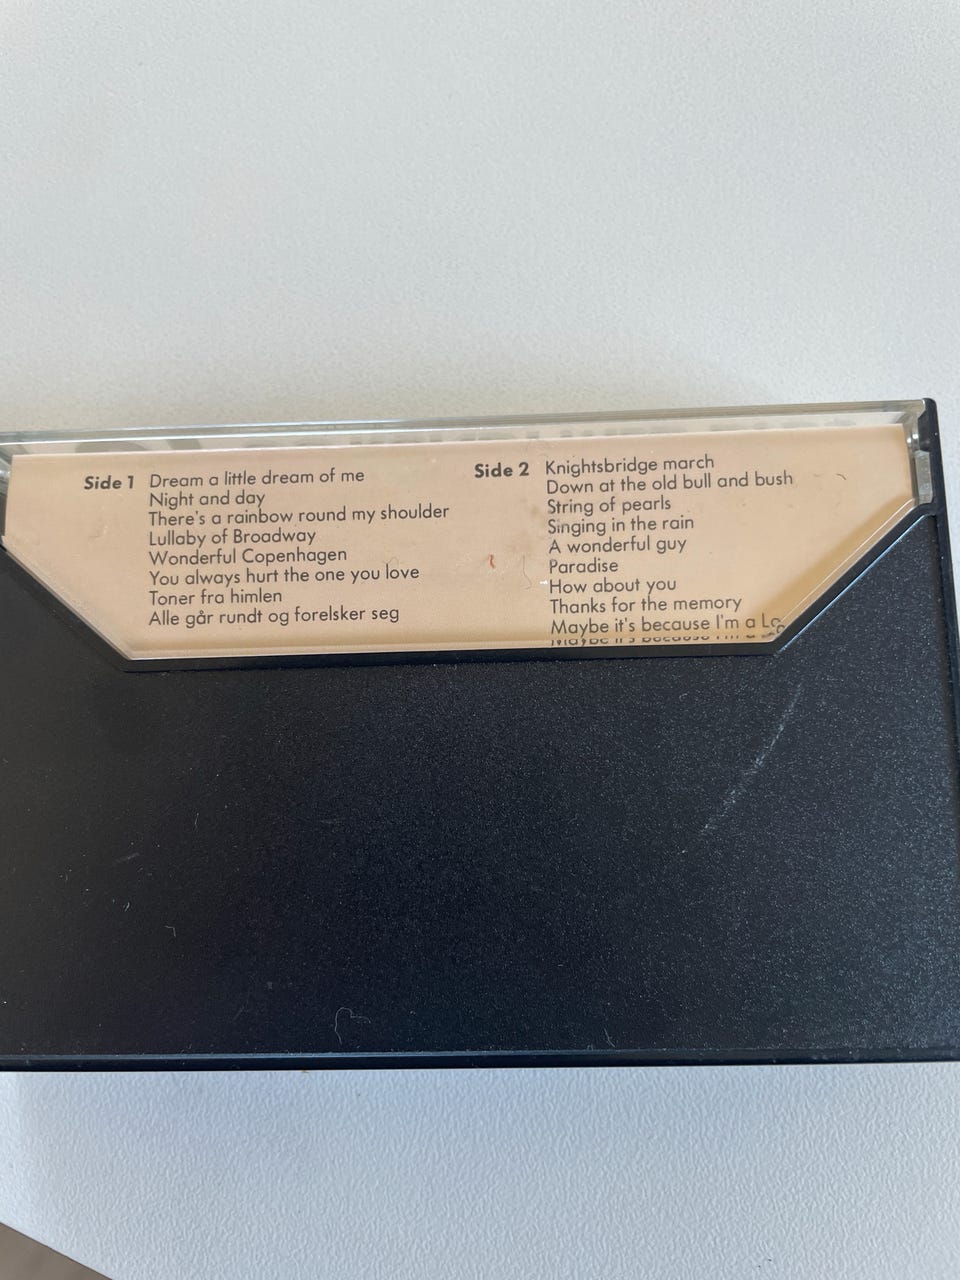 Side 1
Dream a little dream of me
Night and day
There's a rainbow round my shoulder
Lullaby of Broadway
Wonderful Copenhagen
You always hurt the one you love
Toner fra himlen
Alle går rundt og forelsker seg
Side 2
Knightsbridge march
Down at the old bull and bush
String of pearls
Singing in the rain
A wonderful guy
Paradise
How about you
Thanks for the memory
Maybe it's because I'm a